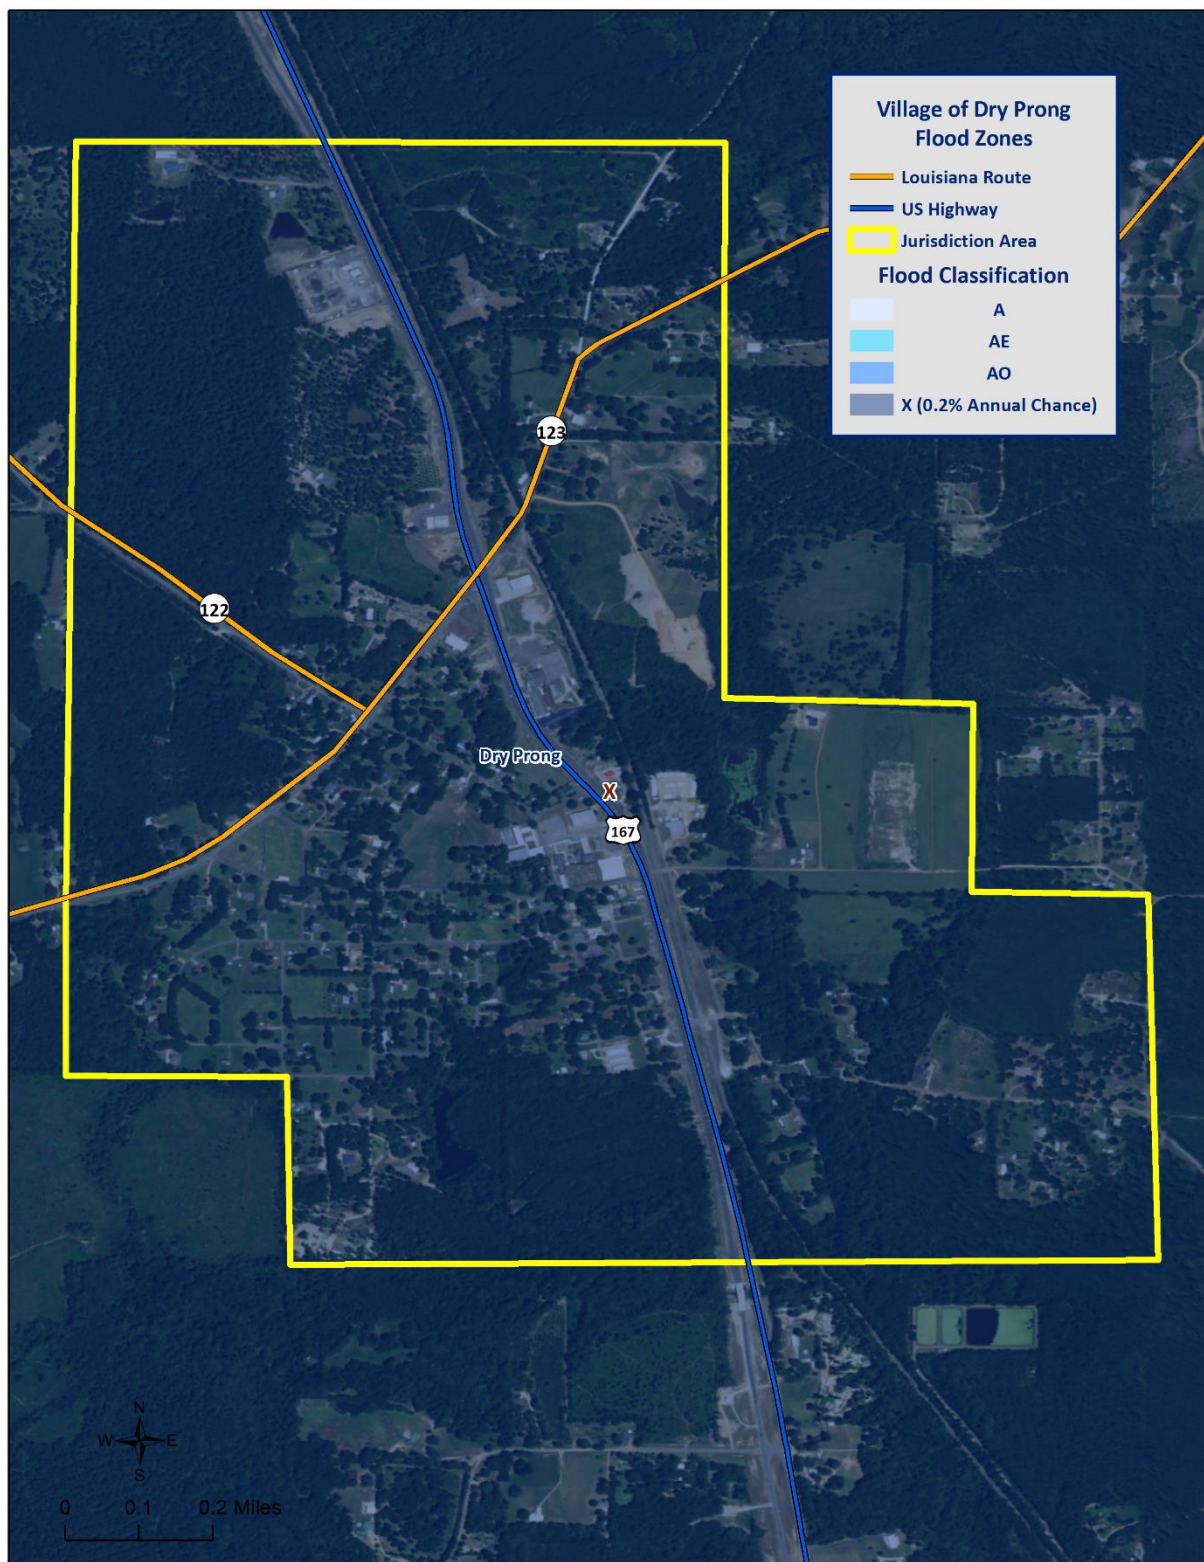 Village of Dry Prong
Flood Zones
Louisiana Route
US Highway
Jurisdiction Area
Flood Classification
A
AE
AO
X (0.2% Annual Chance)
123
122
Dry Prong
X
167
N
W E
S
0 0.1 0.2 Miles